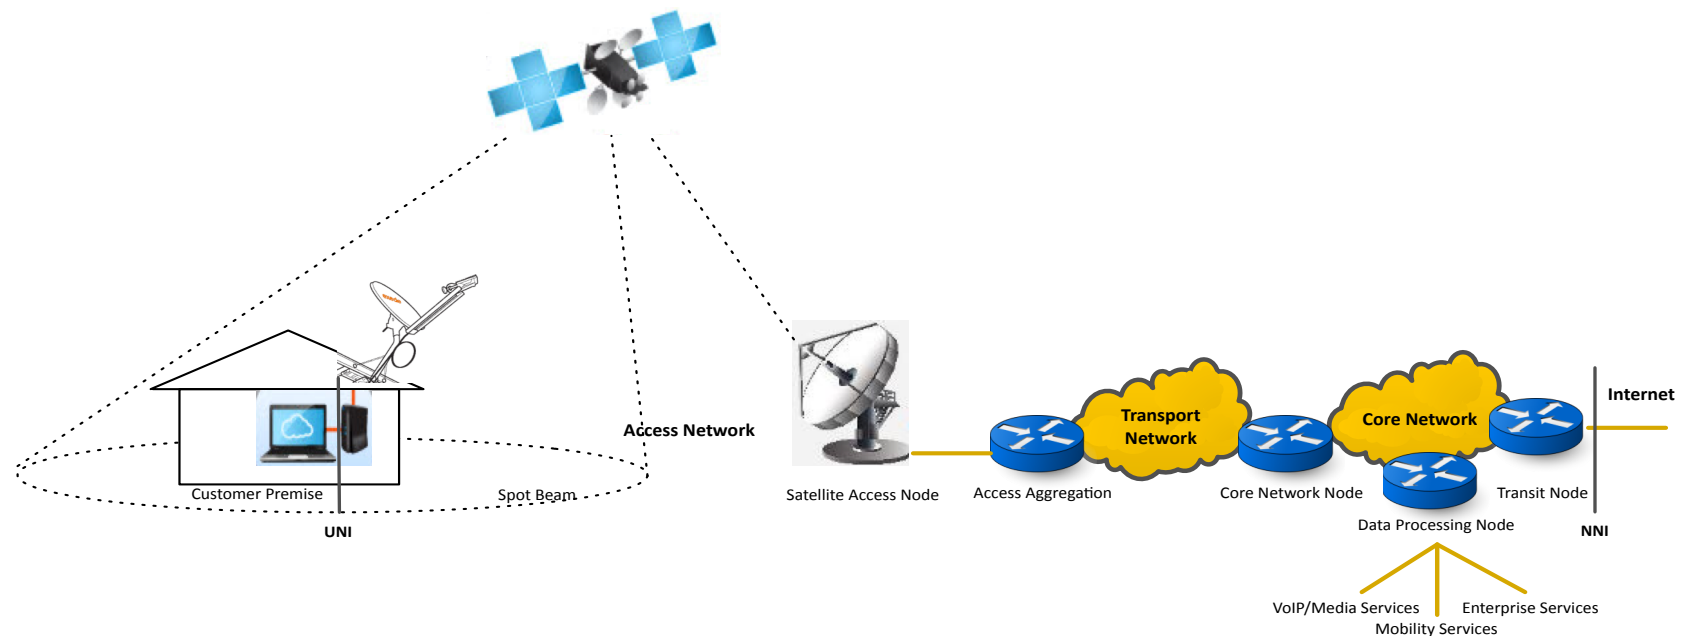 Internet
Transport
Network
Core Network
Access Network
Customer Premise
Spot Beam
Satellite Access Node
Access Aggregation
Core Network Node
Transit Node
UNI
Data Processing Node
NNI
VoIP/Media Services
Enterprise Services
Mobility Services